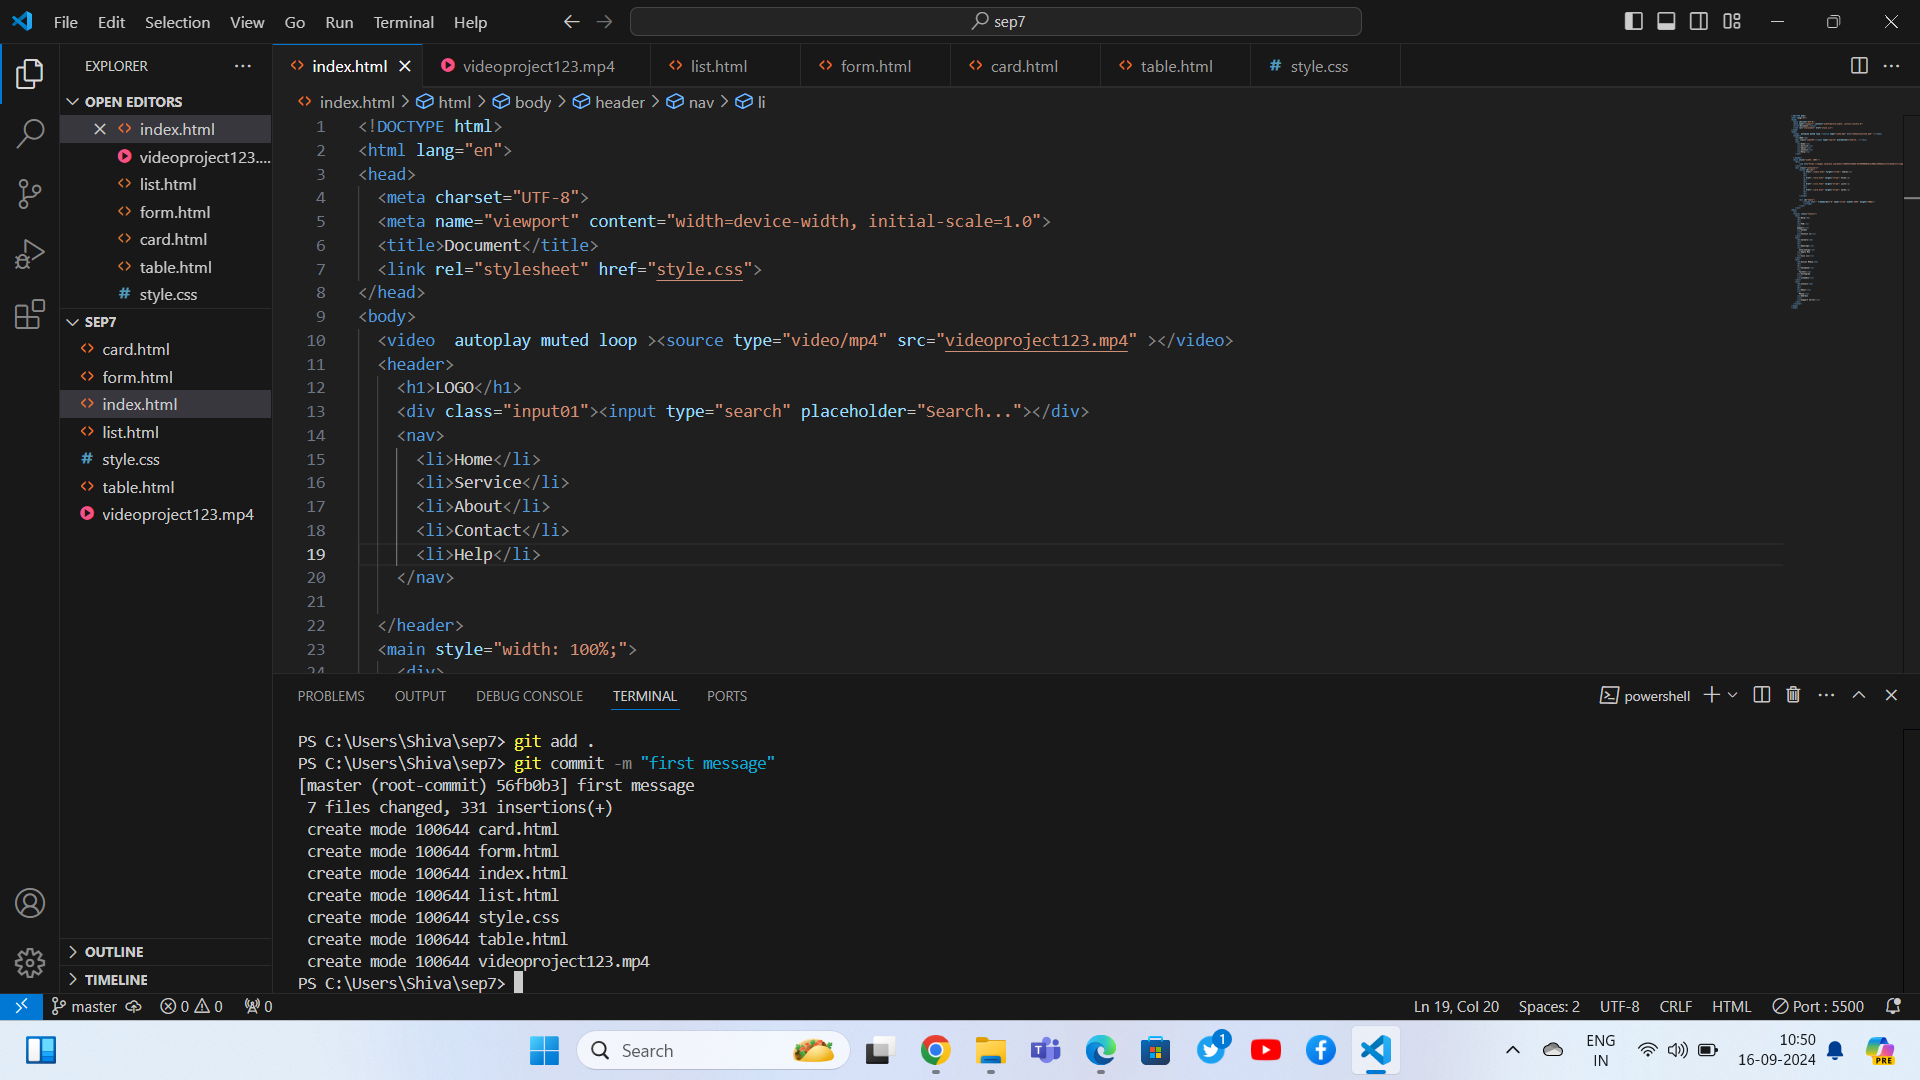 File Edit Selection View Go Run Terminal Help
sep7
EXPLORER
OPEN EDITORS
index.html
videoproject123....
list.html
form.html
card.html
table.html
style.css
SEP7
card.html
form.html
index.html
list.html
style.css
table.html
videoproject123.mp4
OUTLINE
TIMELINE
index.html videoproject123.mp4 list.html form.html card.html table.html style.css
index.html > html > body > header > nav > li
1 <!DOCTYPE html>
2 <html lang="en">
3 <head>
4 <meta charset="UTF-8">
5 <meta name="viewport" content="width=device-width, initial-scale=1.0">
6 <title>Document</title>
7 <link rel="stylesheet" href="style.css">
8 </head>
9 <body>
10 <video  autoplay muted loop ><source type="video/mp4" src="videoproject123.mp4" ></video>
11 <header>
12 <h1>LOGO</h1>
13 <div class="input01"><input type="search" placeholder="Search..."></div>
14 <nav>
15 <li>Home</li>
16 <li>Service</li>
17 <li>About</li>
18 <li>Contact</li>
19 <li>Help</li>
20 </nav>
21
22 </header>
23 <main style="width: 100%;">
24 <div>
PROBLEMS OUTPUT DEBUG CONSOLE TERMINAL PORTS
powershell
PS C:\Users\Shiva\sep7> git add .
PS C:\Users\Shiva\sep7> git commit -m "first message"
[master (root-commit) 56fb0b3] first message
7 files changed, 331 insertions(+)
create mode 100644 card.html
create mode 100644 form.html
create mode 100644 index.html
create mode 100644 list.html
create mode 100644 style.css
create mode 100644 table.html
create mode 100644 videoproject123.mp4
PS C:\Users\Shiva\sep7>
master 0 0 0
Ln 19, Col 20 Spaces: 2 UTF-8 CRLF HTML Port : 5500
Search
1
ENG
IN
10:50
16-09-2024
PRE